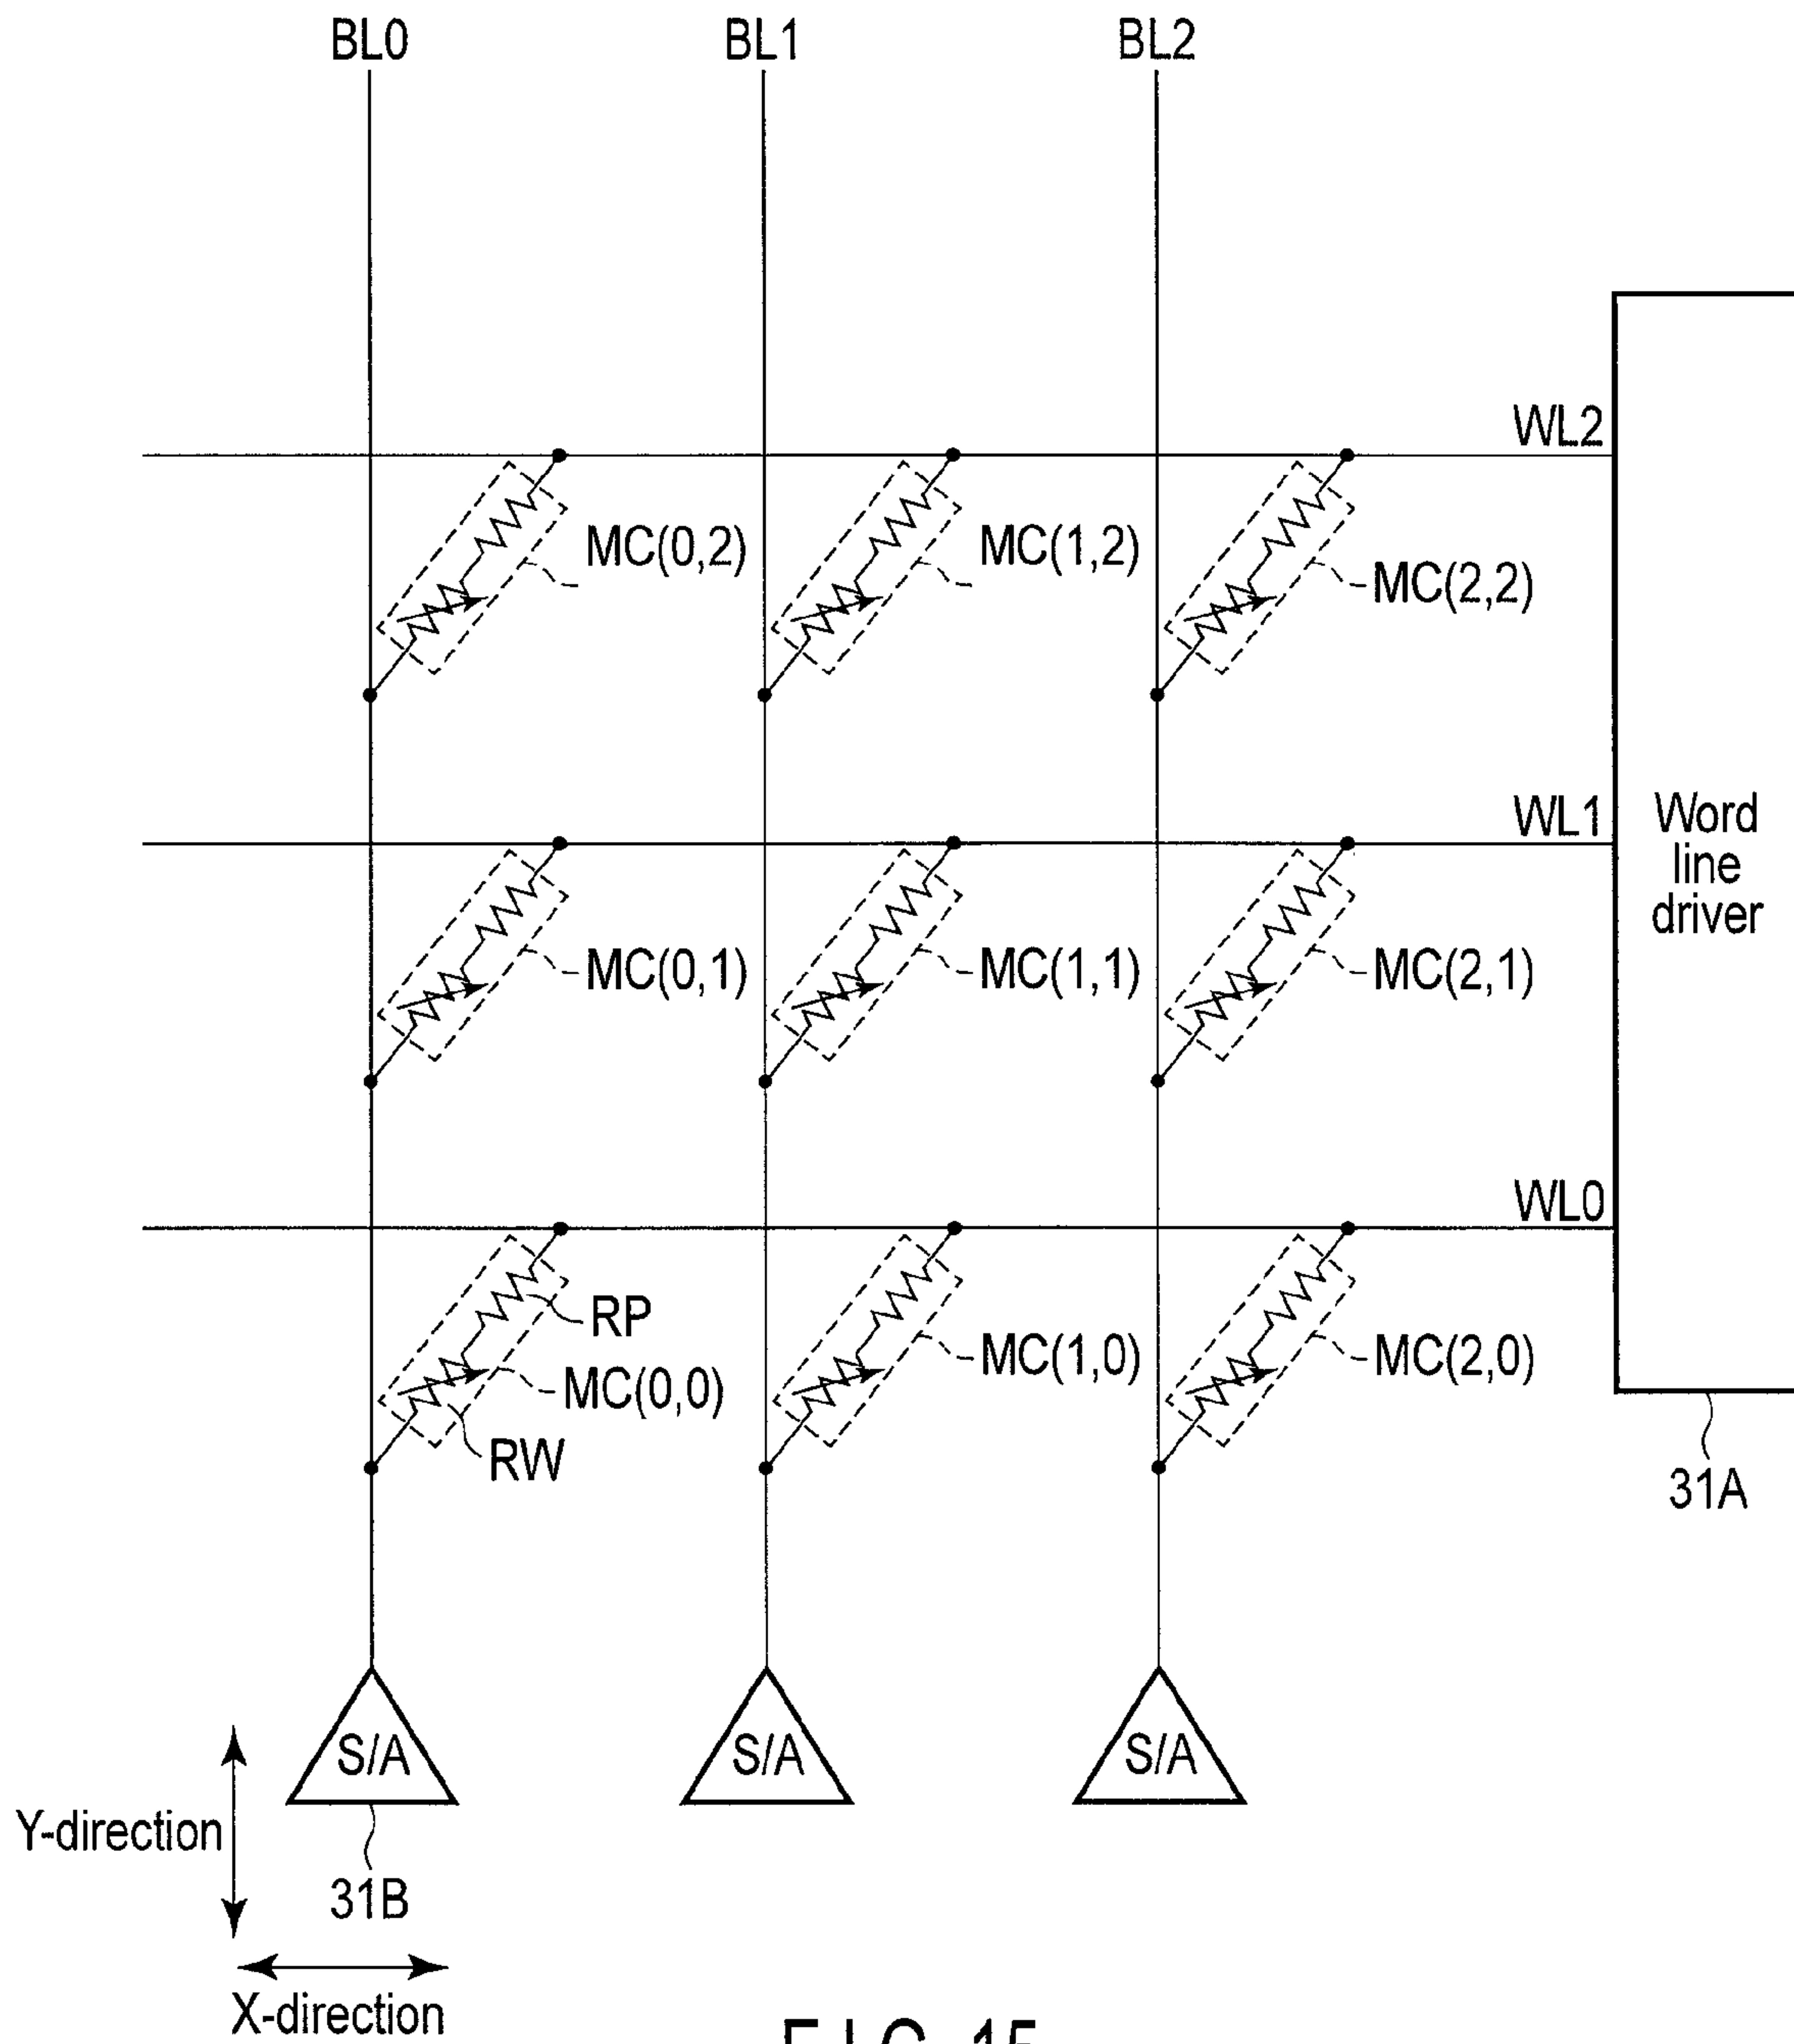 BL0 BL1 BL2
WL2
MC(0,2) MC(1,2) MC(2,2)
WL1
Word
line
driver
MC(0,1) MC(1,1) MC(2,1)
WL0
RP
MC(0,0) MC(1,0) MC(2,0)
RW
31A
S/A S/A S/A
Y-direction
31B
X-direction
FIG. 15